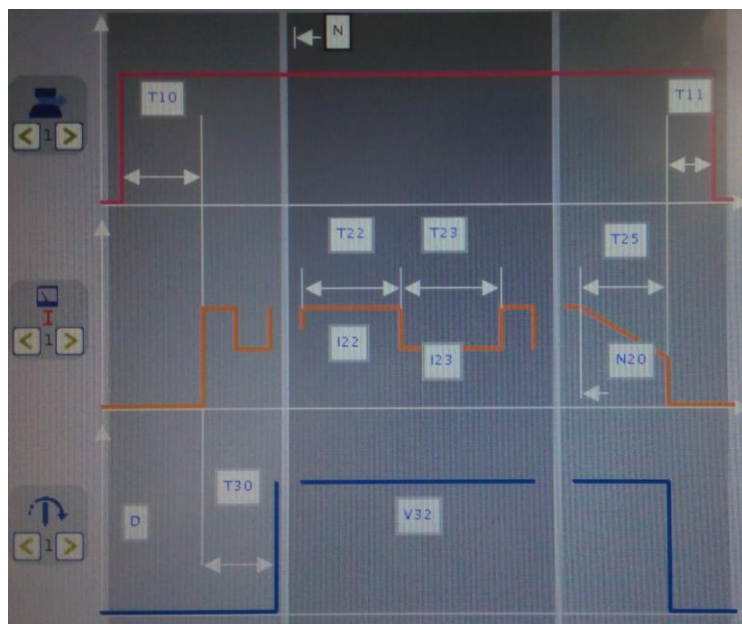 N
T10
T11
< 1 >
T22
T23
T25
I
< 1 >
I22
I23
N20
T30
D
V32
< 1 >